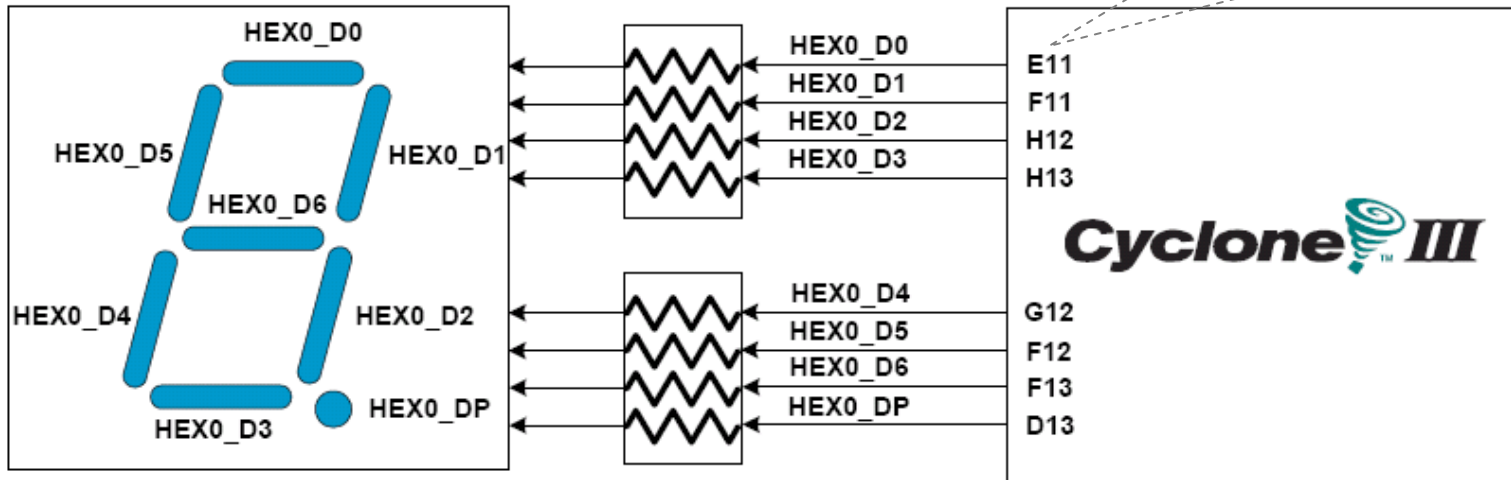 HEX0_D0
HEX0_D5
HEX0_D1
HEX0_D6
HEX0_D4
HEX0_D2
HEX0_DP
HEX0_D3
HEX0_D0
HEX0_D1
HEX0_D2
HEX0_D3
HEX0_D4
HEX0_D5
HEX0_D6
HEX0_DP
E11
F11
H12
H13
Cyclone III
TM
G12
F12
F13
D13